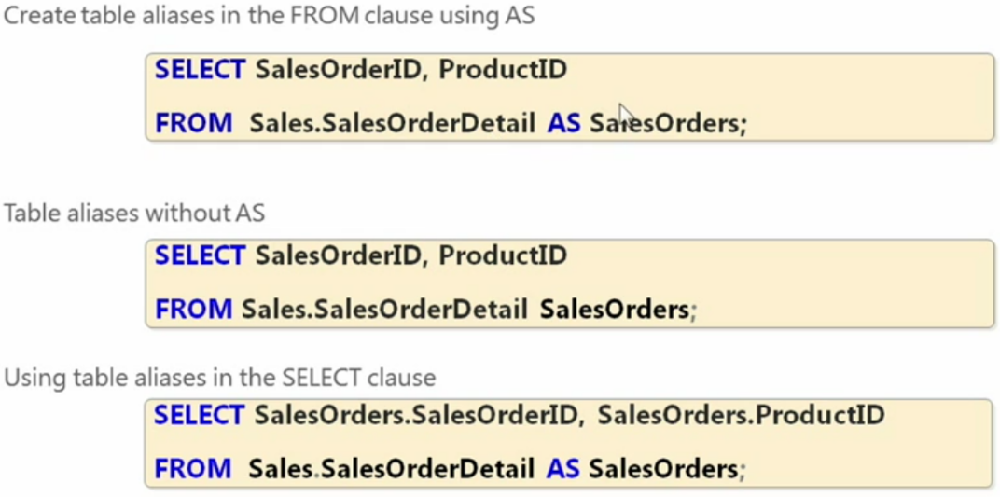 Create table aliases in the FROM clause using AS
SELECT SalesOrderID, ProductID
FROM Sales.SalesOrderDetail AS SalesOrders;
Table aliases without AS
SELECT SalesOrderID, ProductID
FROM Sales.SalesOrderDetail SalesOrders;
Using table aliases in the SELECT clause
SELECT SalesOrders.SalesOrderID, SalesOrders.ProductID
FROM Sales.SalesOrderDetail AS SalesOrders;